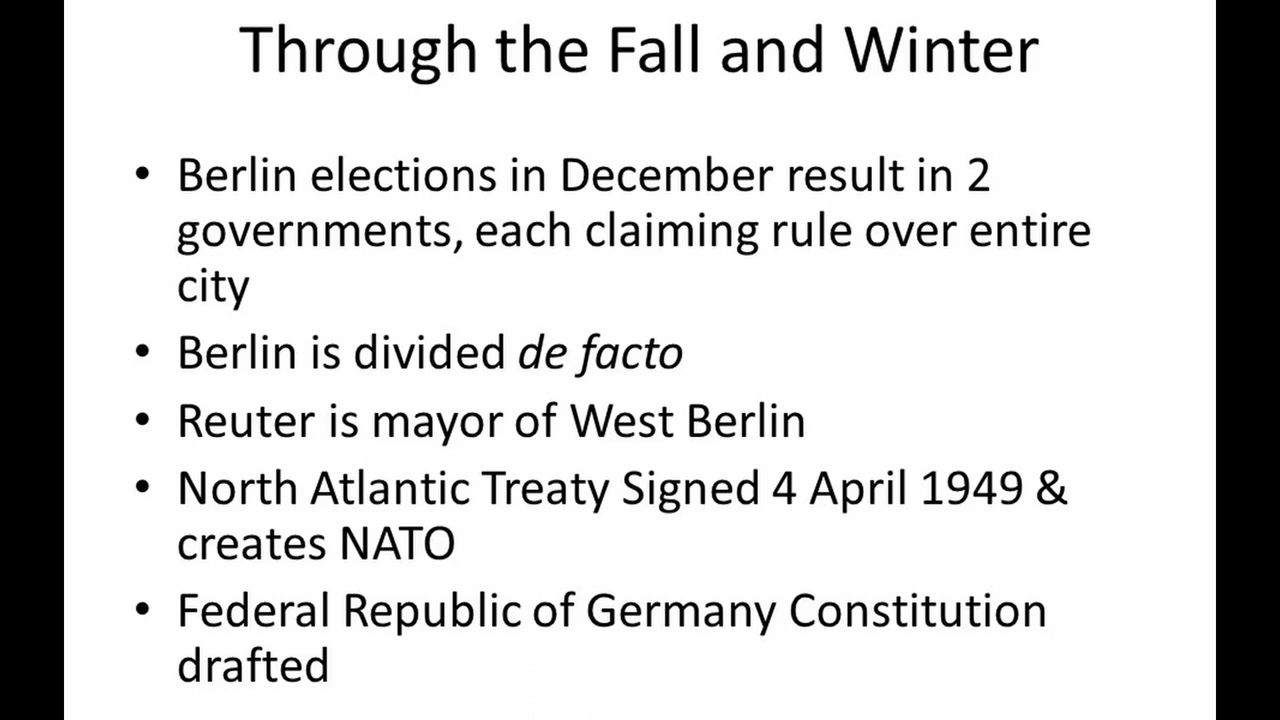 Through the Fall and Winter
• Berlin elections in December result in 2
governments, each claiming rule over entire
city
• Berlin is divided de facto
• Reuter is mayor of West Berlin
• North Atlantic Treaty Signed 4 April 1949 &
creates NATO
• Federal Republic of Germany Constitution
drafted